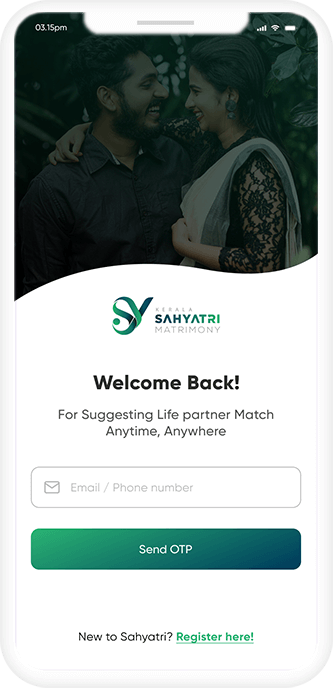 03.15pm
SY
KERALA
SAHYATRI
MATRIMONY
Welcome Back!
For Suggesting Life partner Match
Anytime, Anywhere
Email / Phone number
Send OTP
New to Sahyatri? Register here!